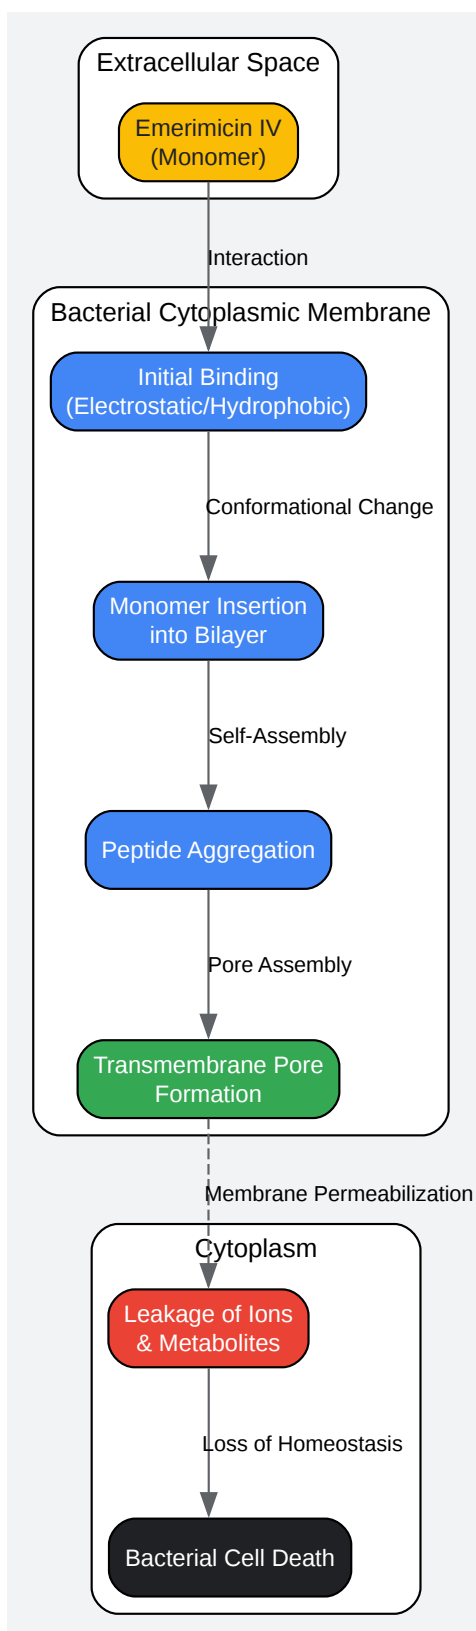 Extracellular Space
Emerimicin IV
(Monomer)
Interaction
Bacterial Cytoplasmic Membrane
Initial Binding
(Electrostatic/Hydrophobic)
Conformational Change
Monomer Insertion
into Bilayer
Self-Assembly
Peptide Aggregation
Pore Assembly
Transmembrane Pore
Formation
Membrane Permeabilization
Cytoplasm
Leakage of Ions
& Metabolites
Loss of Homeostasis
Bacterial Cell Death